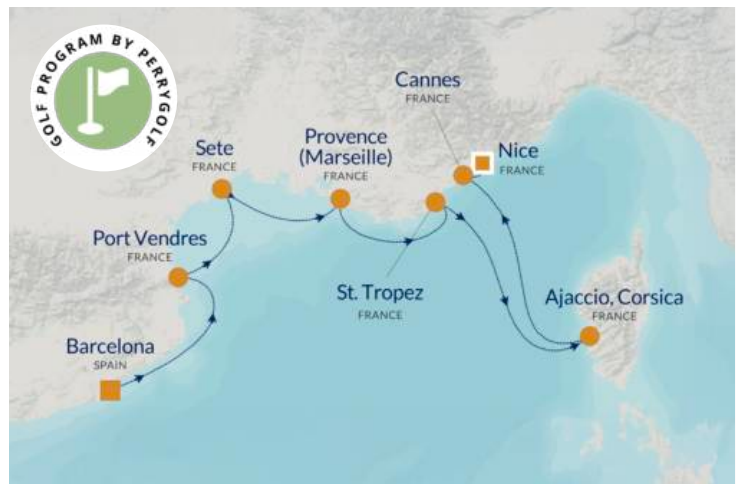 GOLF PROGRAM BY PERRYGOLF
Cannes
FRANCE
Nice
FRANCE
Provence
(Marseille)
FRANCE
Sete
FRANCE
Port Vendres
FRANCE
St. Tropez
FRANCE
Ajaccio, Corsica
FRANCE
Barcelona
SPAIN